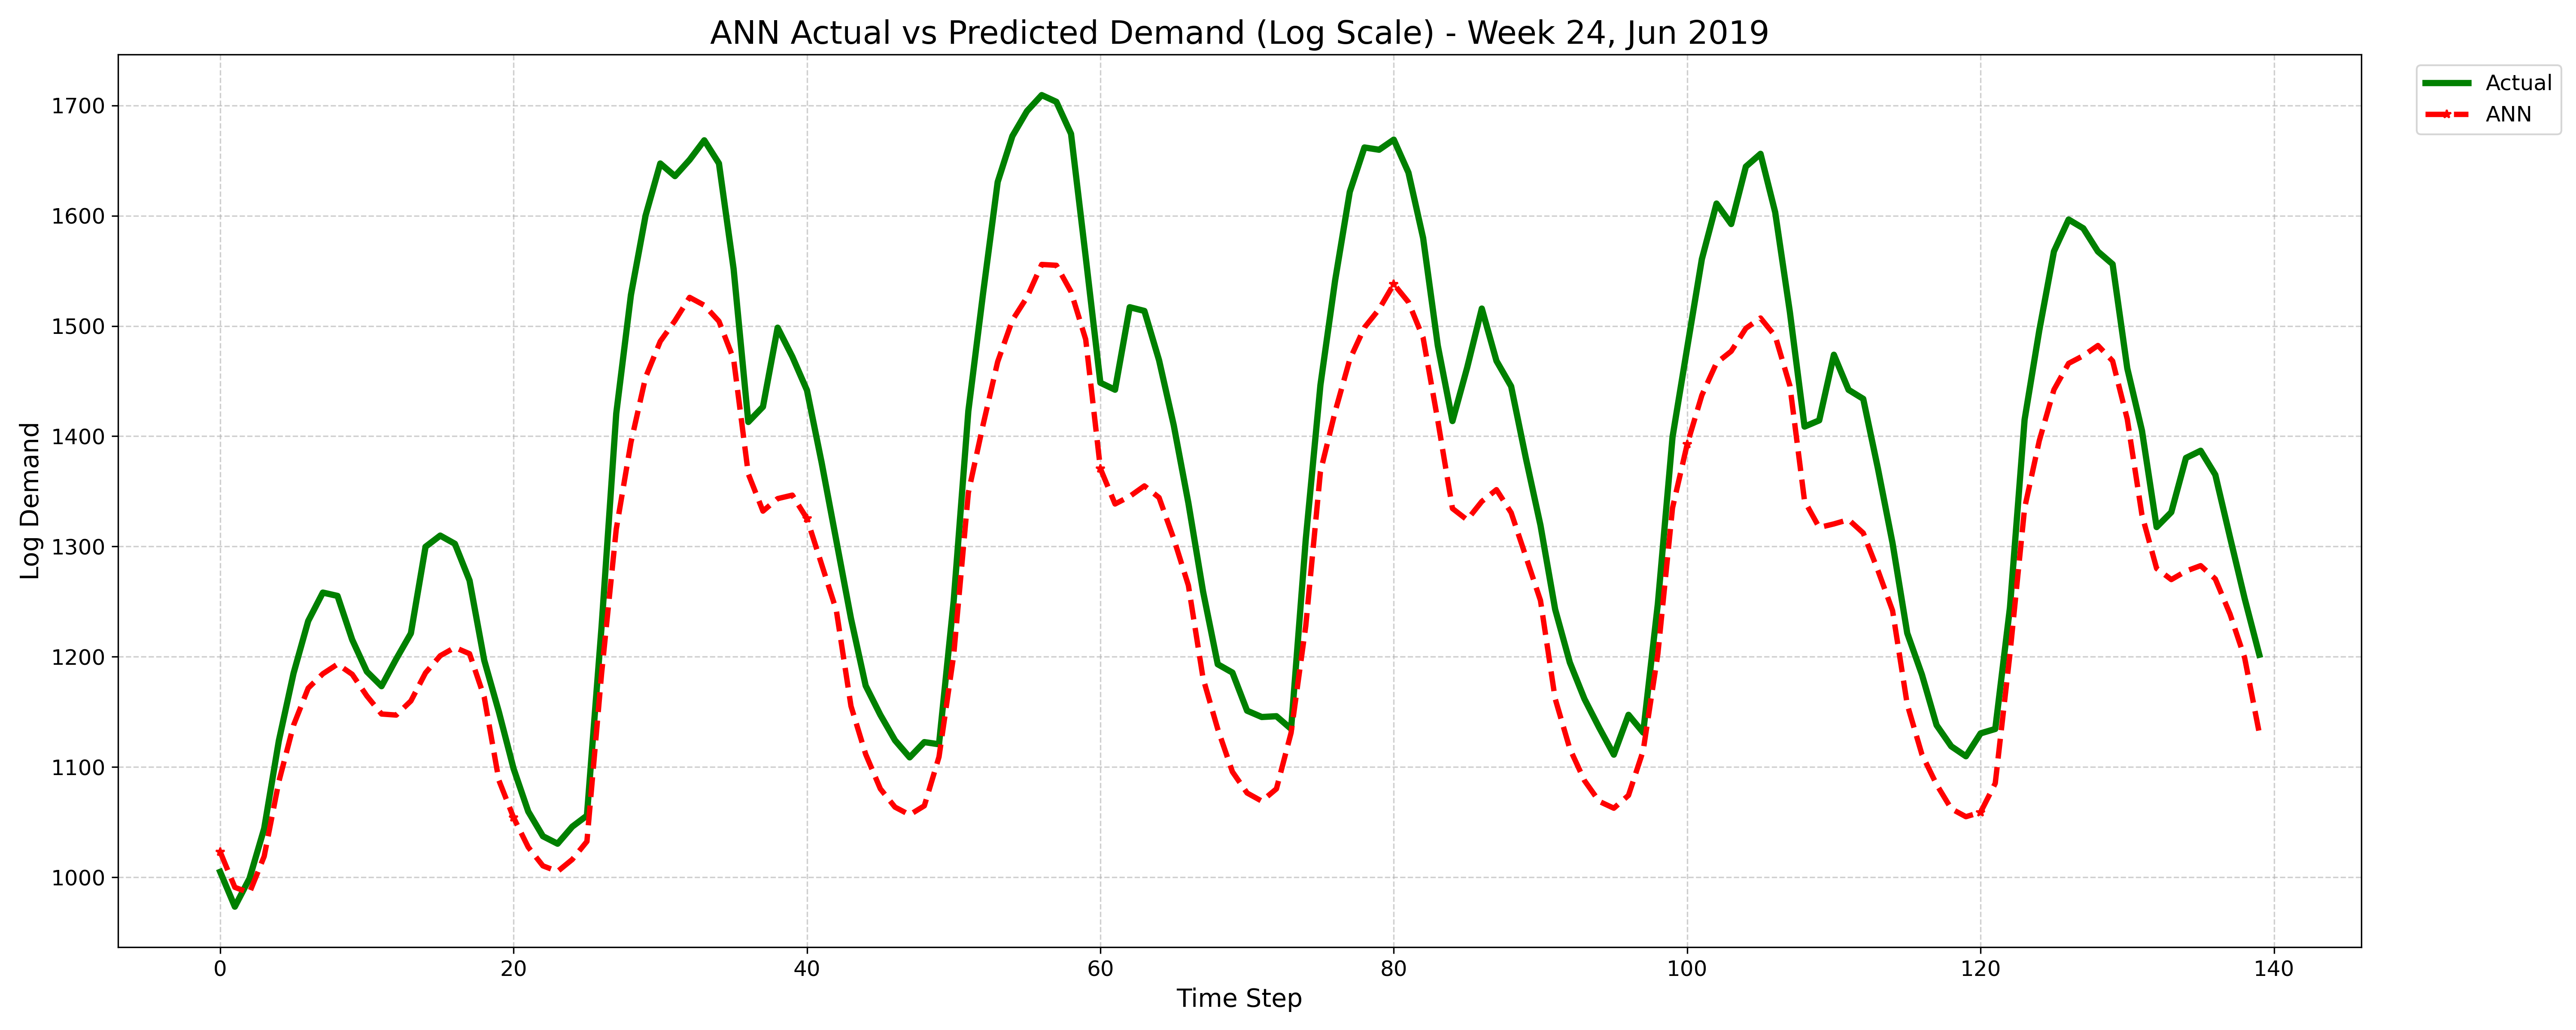 ANN Actual vs Predicted Demand (Log Scale) - Week 24, Jun 2019
Actual
ANN
Log Demand
1700
1600
1500
1400
1300
1200
1100
1000
0 20 40 60 80 100 120 140
Time Step